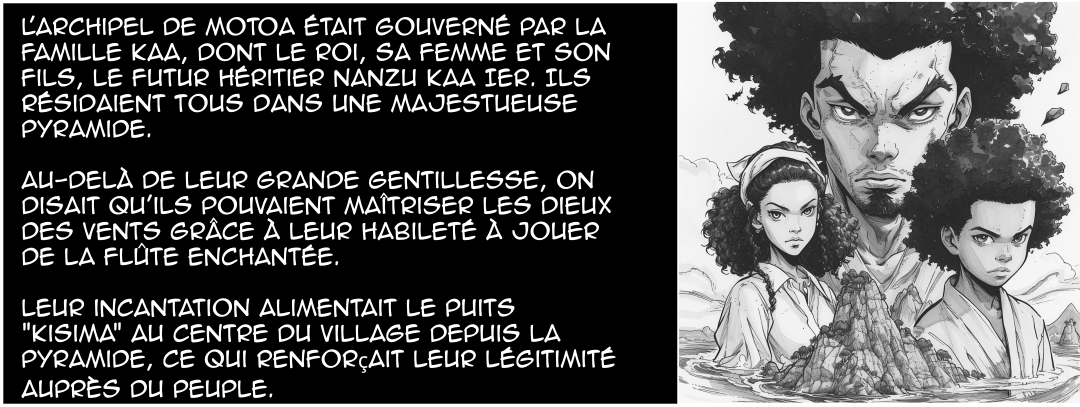 L'ARCHIPEL DE MOTOA ÉTAIT GOUVERNÉ PAR LA
FAMILLE KAA, DONT LE ROI, SA FEMME ET SON
FILS, LE FUTUR HÉRITIER NANZU KAA IER. ILS
RÉSIDAIENT TOUS DANS UNE MAJESTUEUSE
PYRAMIDE.
AU-DELÀ DE LEUR GRANDE GENTILLESSE, ON
DISAIT QU'ILS POUVAIENT MAÎTRISER LES DIEUX
DES VENTS GRÂCE À LEUR HABILETÉ À JOUER
DE LA FLÛTE ENCHANTÉE.
LEUR INCANTATION ALIMENTAIT LE PUITS
"KISIMA" AU CENTRE DU VILLAGE DEPUIS LA
PYRAMIDE, CE QUI RENFORçAIT LEUR LÉGITIMITÉ
AUPRÈS DU PEUPLE.